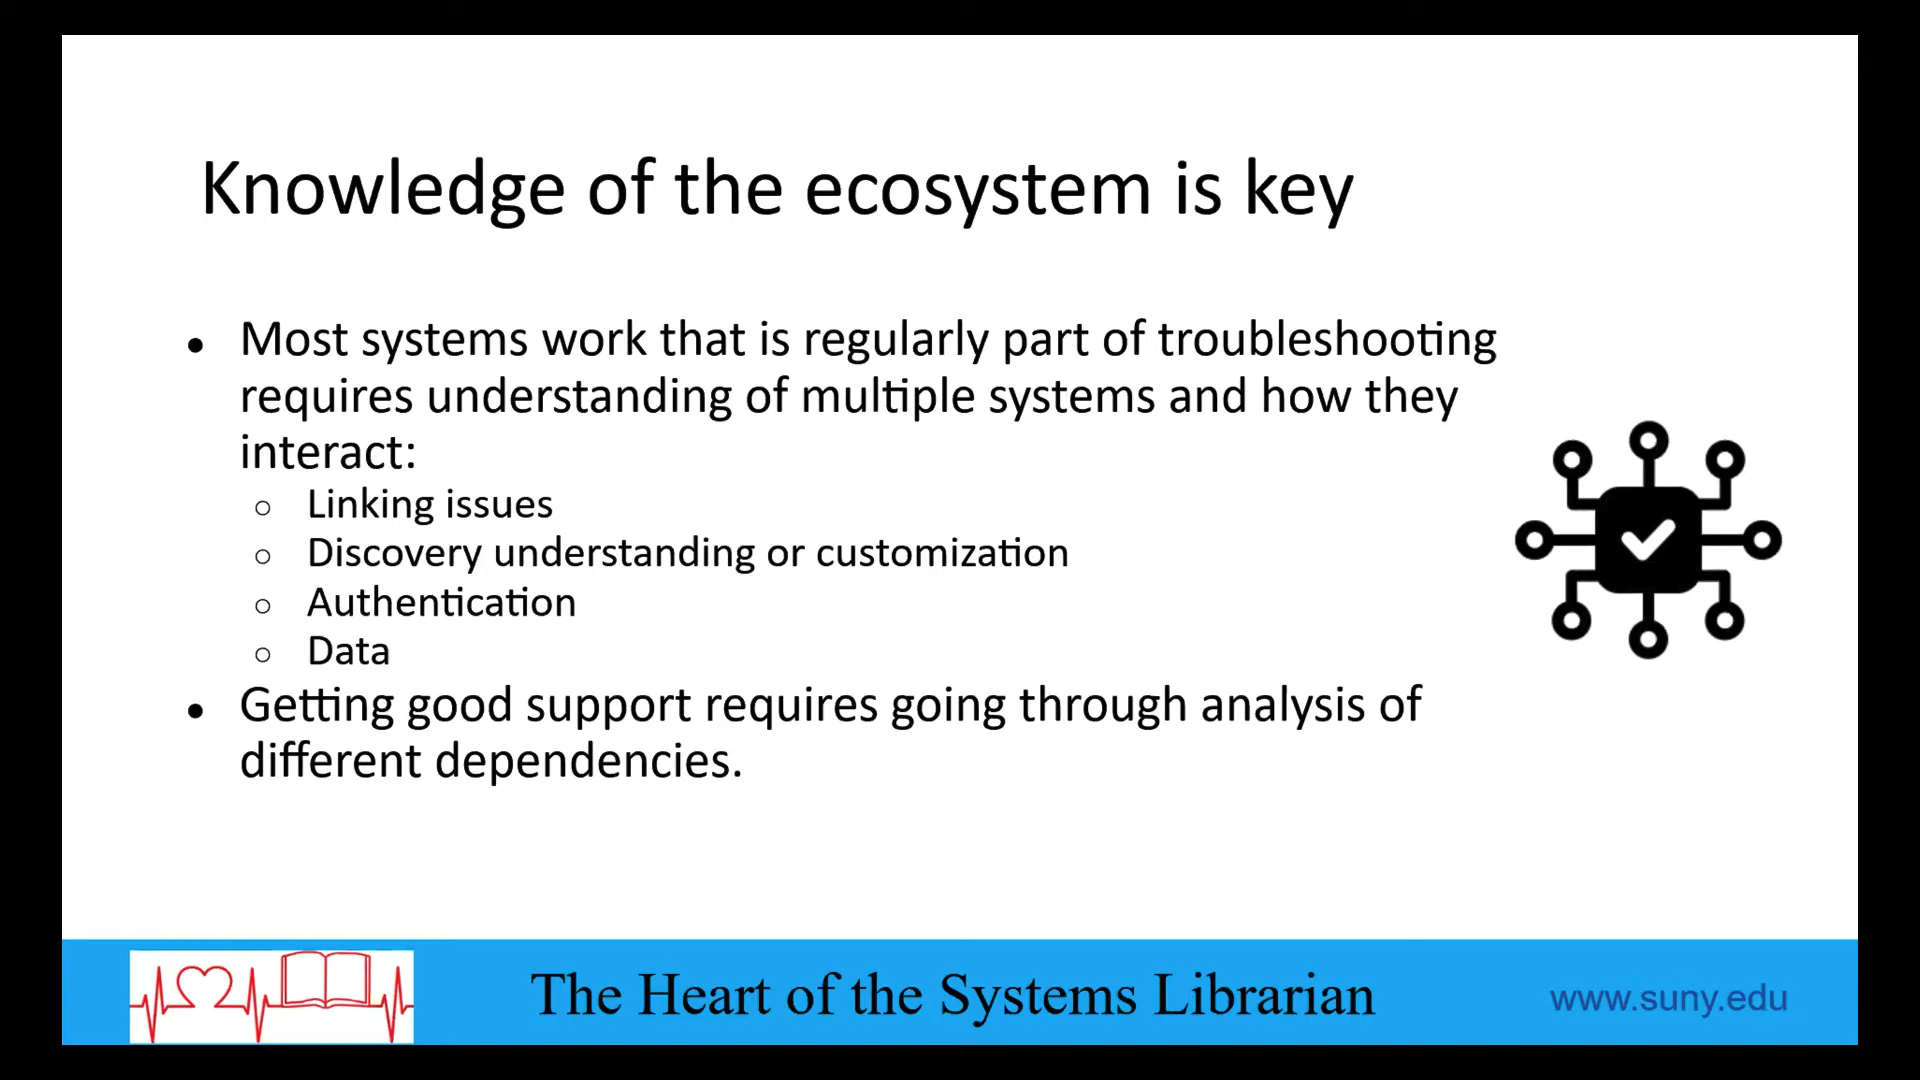 Knowledge of the ecosystem is key
● Most systems work that is regularly part of troubleshooting
requires understanding of multiple systems and how they
interact:
○ Linking issues
○ Discovery understanding or customization
○ Authentication
○ Data
● Getting good support requires going through analysis of
different dependencies.
The Heart of the Systems Librarian
www.suny.edu